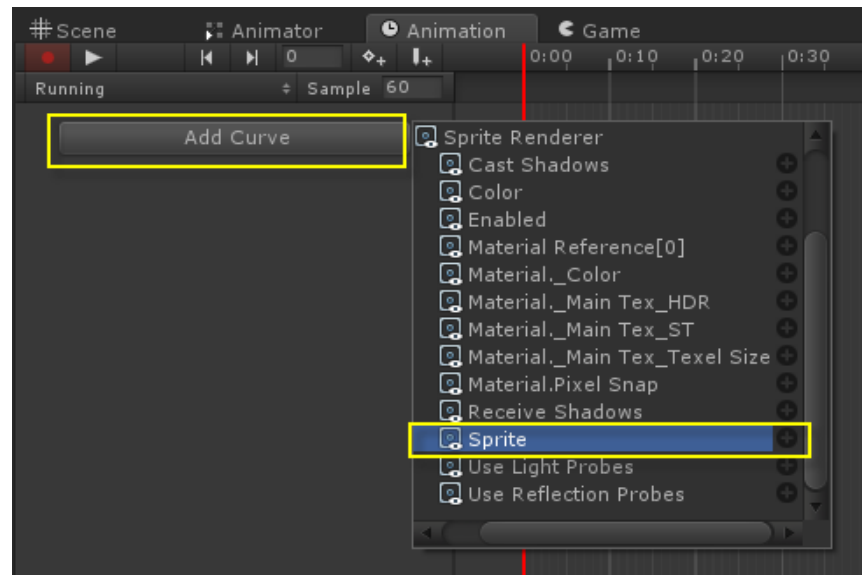 Scene Animator Animation Game
0 0:00 0:10 0:20 0:30
Running Sample 60
Add Curve
Sprite Renderer
Cast Shadows
Color
Enabled
Material Reference[0]
Material._Color
Material._Main Tex_HDR
Material._Main Tex_ST
Material._Main Tex_Texel Size
Material.Pixel Snap
Receive Shadows
Sprite
Use Light Probes
Use Reflection Probes